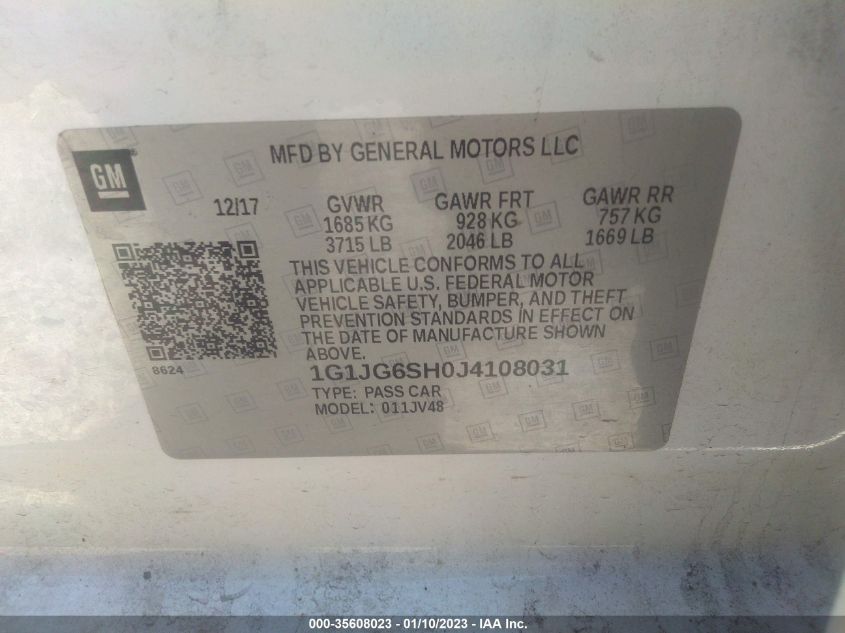 MFD BY GENERAL MOTORS LLC
GM
12/17
GVWR GAWR FRT GAWR RR
1685 KG 928 KG 757 KG
3715 LB 2046 LB 1669 LB
THIS VEHICLE CONFORMS TO ALL
APPLICABLE U.S. FEDERAL MOTOR
VEHICLE SAFETY, BUMPER, AND THEFT
PREVENTION STANDARDS IN EFFECT ON
THE DATE OF MANUFACTURE SHOWN
ABOVE.
8624
1G1JG6SH0J4108031
TYPE: PASS CAR
MODEL: 011JV48
000-35608023 - 01/10/2023 - IAA Inc.